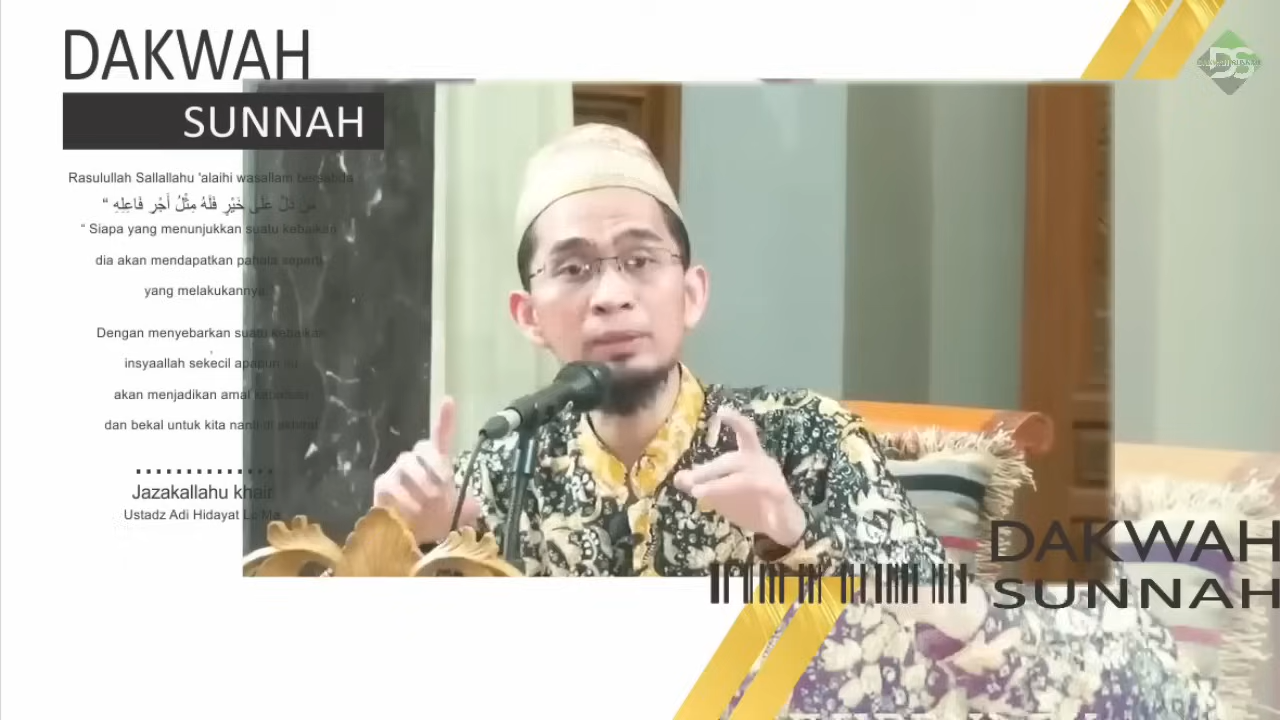 DAKWAH
SUNNAH
Rasulullah Sallallahu 'alaihi wasallam bersabda
“ مَنْ دَلَّ عَلَى خَيْرٍ فَلَهُ مِثْلُ أَجْرِ فَاعِلِهِ
“ Siapa yang menunjukkan suatu kebaikan
dia akan mendapatkan pahala seperti
yang melakukannya
Dengan menyebarkan suatu kebaikan
insyaallah sekecil apapun itu
akan menjadikan amal
dan bekal untuk kita nanti di akhirat
Jazakallahu khair
Ustadz Adi Hidayat Lc Ma
DAKWAH
SUNNAH
DS